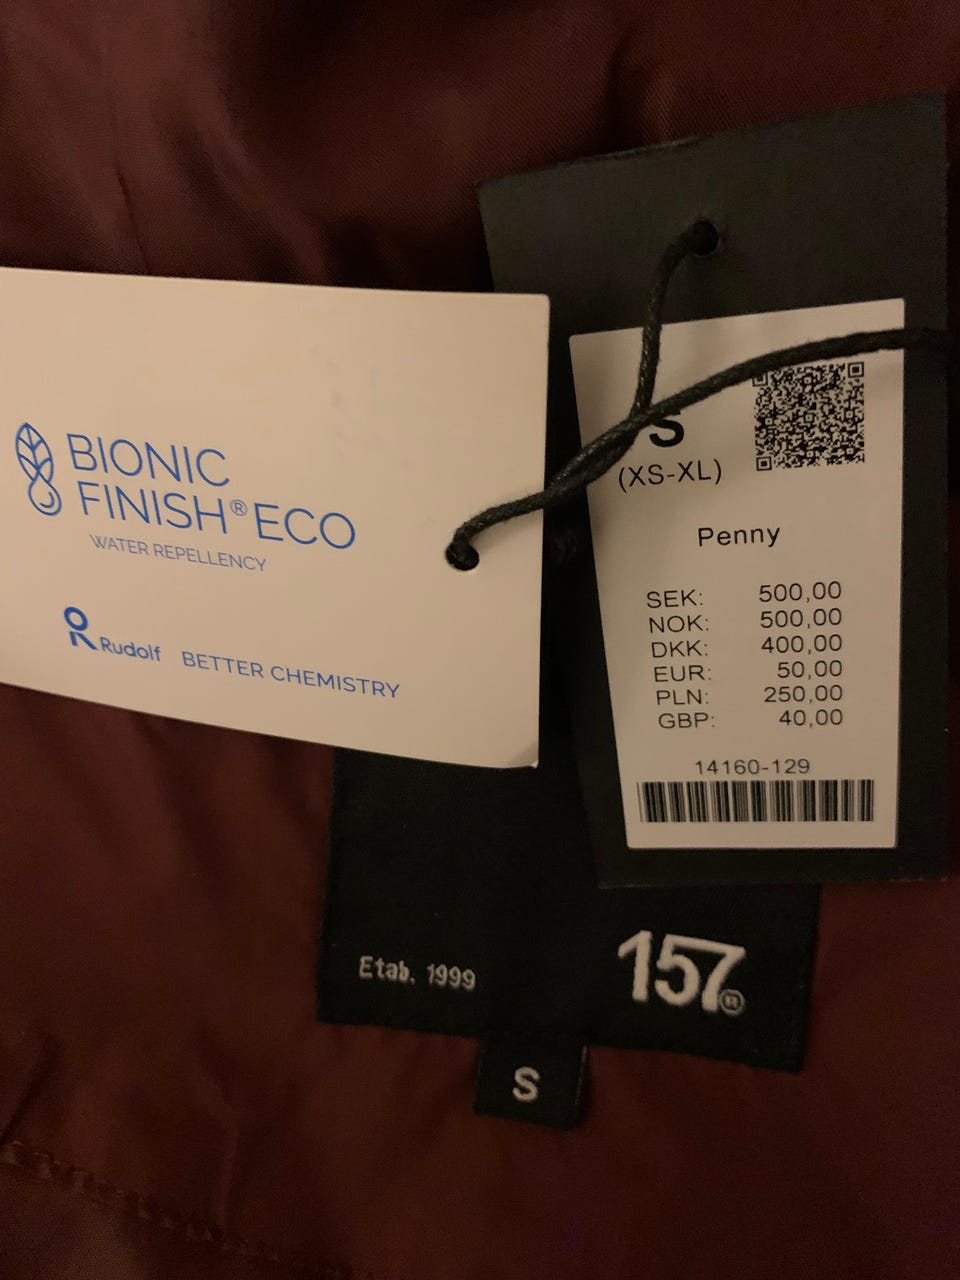 BIONIC
FINISH® ECO
WATER REPELLENCY
Rudolf BETTER CHEMISTRY
S
(XS-XL)
Penny
SEK: 500,00
NOK: 500,00
DKK: 400,00
EUR: 50,00
PLN: 250,00
GBP: 40,00
14160-129
Etab. 1999
157®
S